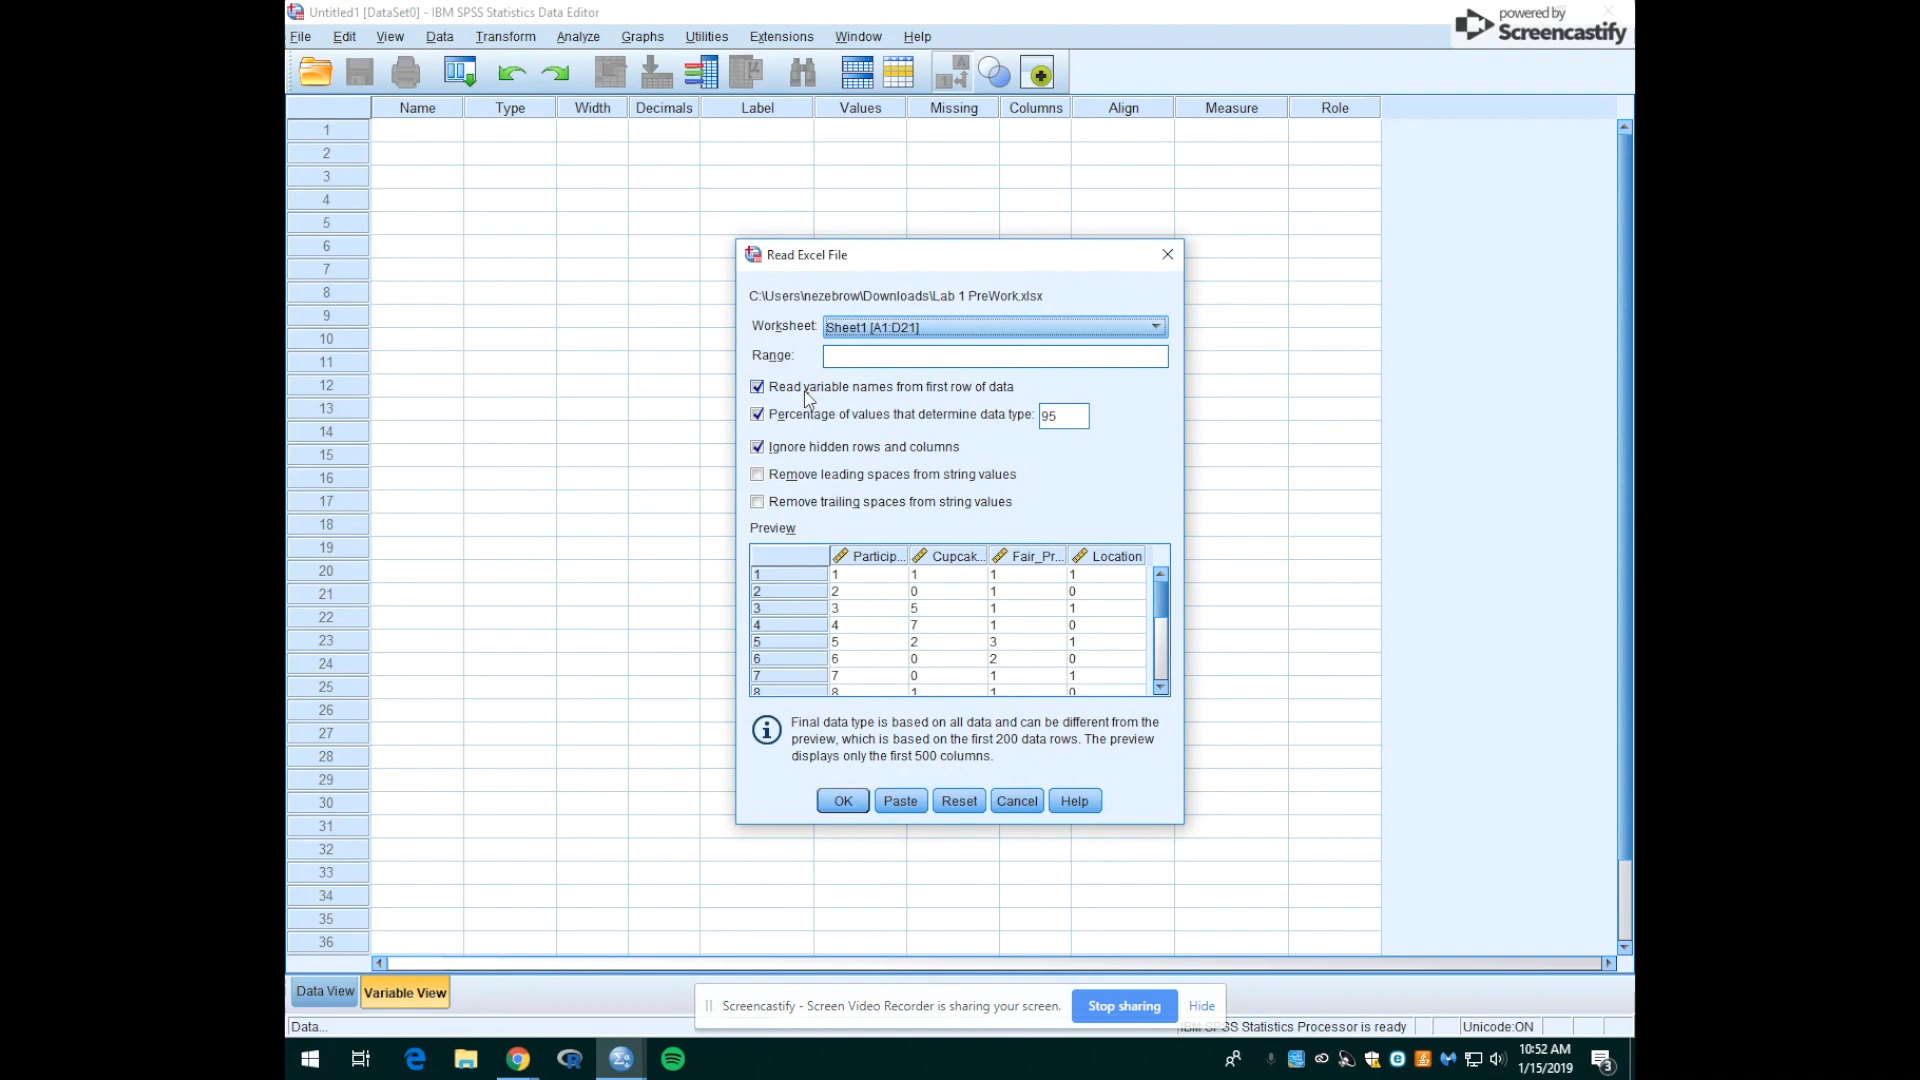 Untitled1 [DataSet0] - IBM SPSS Statistics Data Editor
powered by
Screencastify
File Edit View Data Transform Analyze Graphs Utilities Extensions Window Help
Name Type Width Decimals Label Values Missing Columns Align Measure Role
1
2
3
4
5
6
7
8
9
10
11
12
13
14
15
16
17
18
19
20
21
22
23
24
25
26
27
28
29
30
31
32
33
34
35
36
Read Excel File
C:\Users\nezebrow\Downloads\Lab 1 PreWork.xlsx
Worksheet: Sheet1 [A1:D21]
Range:
Read variable names from first row of data
Percentage of values that determine data type: 95
Ignore hidden rows and columns
Remove leading spaces from string values
Remove trailing spaces from string values
Preview
Particip... Cupcak... Fair_Pr... Location
1 1 1 1 1
2 2 0 1 0
3 3 5 1 1
4 4 7 1 0
5 5 2 3 1
6 6 0 2 0
7 7 0 1 1
8 8 1 1 0
Final data type is based on all data and can be different from the
preview, which is based on the first 200 data rows. The preview
displays only the first 500 columns.
OK Paste Reset Cancel Help
Data View Variable View
Screencastify - Screen Video Recorder is sharing your screen. Stop sharing Hide
Data... IBM SPSS Statistics Processor is ready Unicode:ON
10:52 AM
1/15/2019
3